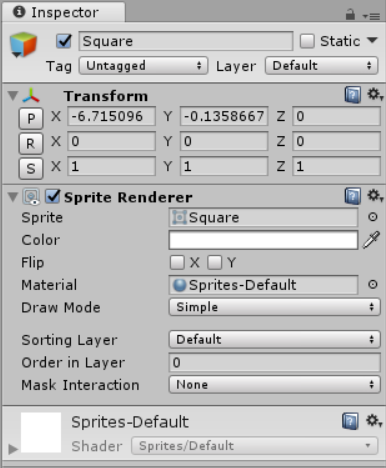 Inspector
Square Static
Tag Untagged Layer Default
Transform
P X -6.715096 Y -0.1358667 Z 0
R X 0 Y 0 Z 0
S X 1 Y 1 Z 1
Sprite Renderer
Sprite Square
Color
Flip X Y
Material Sprites-Default
Draw Mode Simple
Sorting Layer Default
Order in Layer 0
Mask Interaction None
Sprites-Default
Shader Sprites/Default